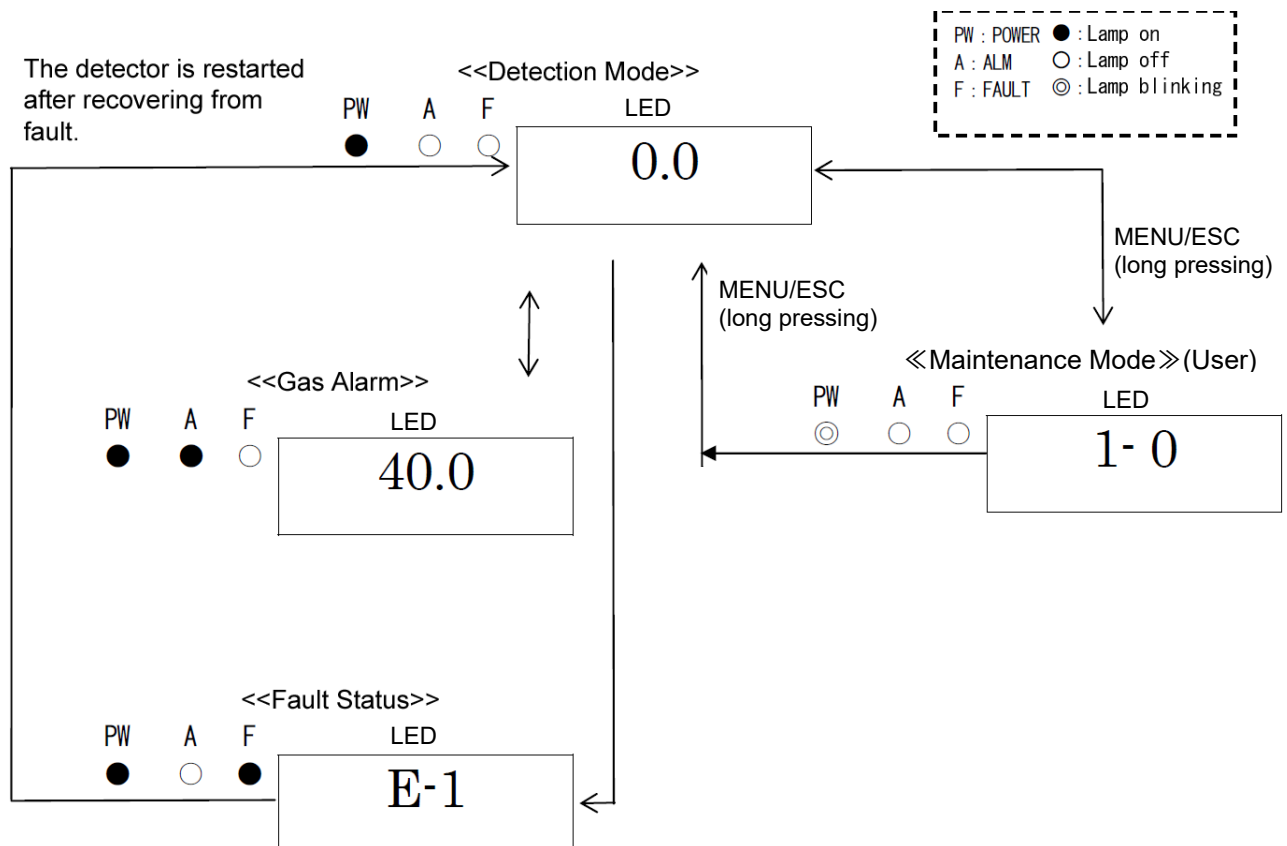 PW : POWER ● : Lamp on
A : ALM ○ : Lamp off
F : FAULT ◎ : Lamp blinking
The detector is restarted
after recovering from
fault.
<<Detection Mode>>
PW A F
LED
● ○ ○
0.0
MENU/ESC
(long pressing)
MENU/ESC
(long pressing)
≪Maintenance Mode≫(User)
PW A F
LED
◎ ○ ○
1- 0
<<Gas Alarm>>
PW A F
LED
● ● ○
40.0
<<Fault Status>>
PW A F
LED
● ○ ●
E-1